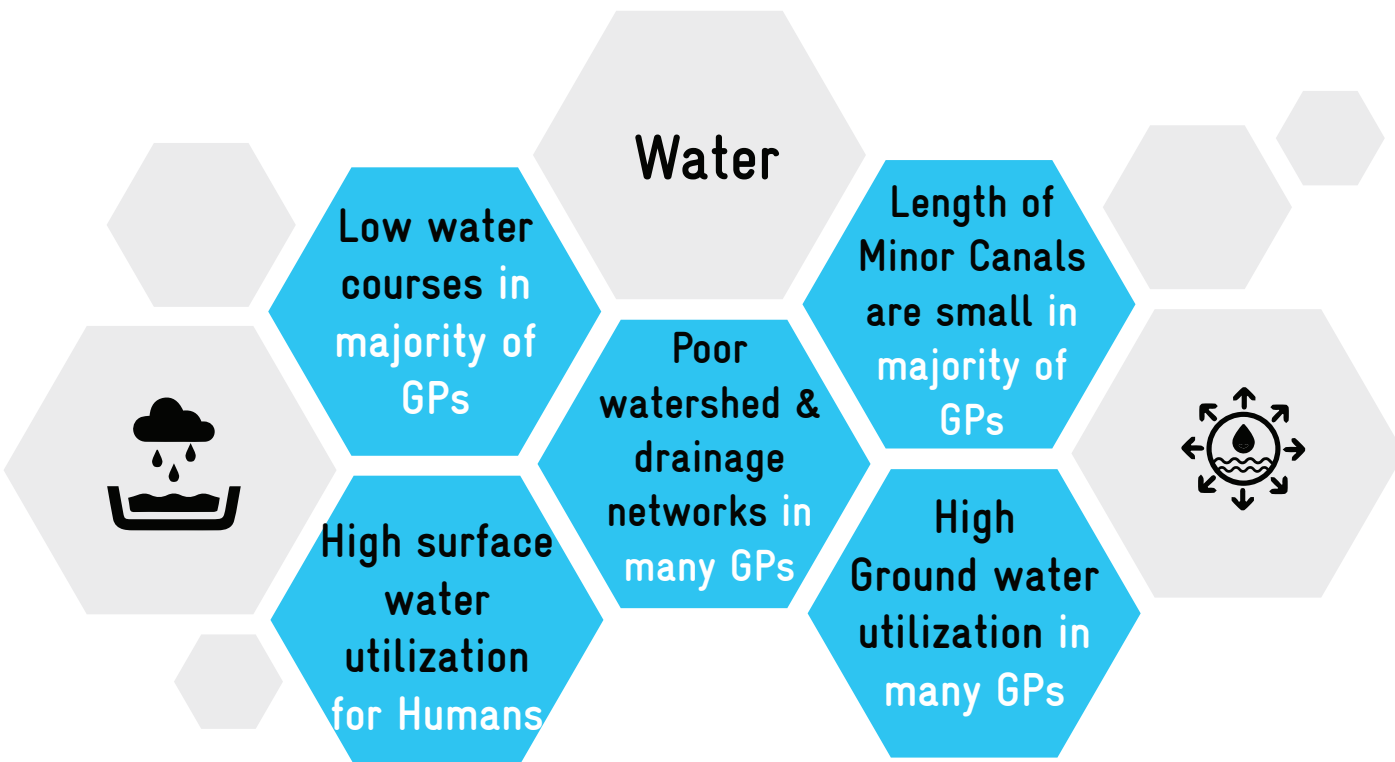 Water
Low water
courses in
majority of
GPs
Length of
Minor Canals
are small in
majority of
GPs
Poor
watershed &
drainage
networks in
many GPs
High surface
water
utilization
for Humans
High
Ground water
utilization in
many GPs